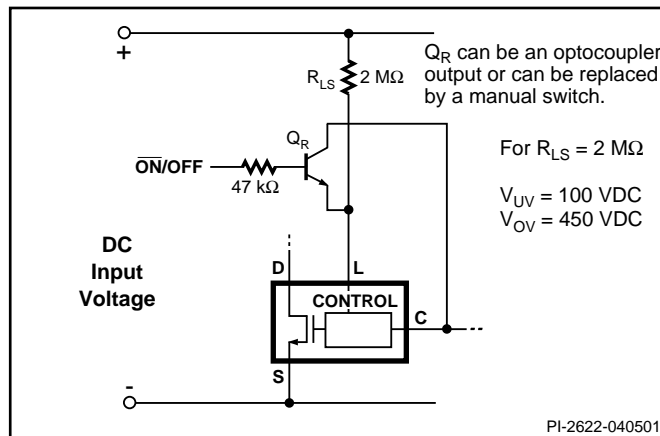 +
R_LS
2 MΩ
Q_R can be an optocoupler
output or can be replaced
by a manual switch.
Q_R
ON/OFF
47 kΩ
For R_LS = 2 MΩ
V_UV = 100 VDC
V_OV = 450 VDC
DC
Input
Voltage
D
L
CONTROL
C
S
-
PI-2622-040501